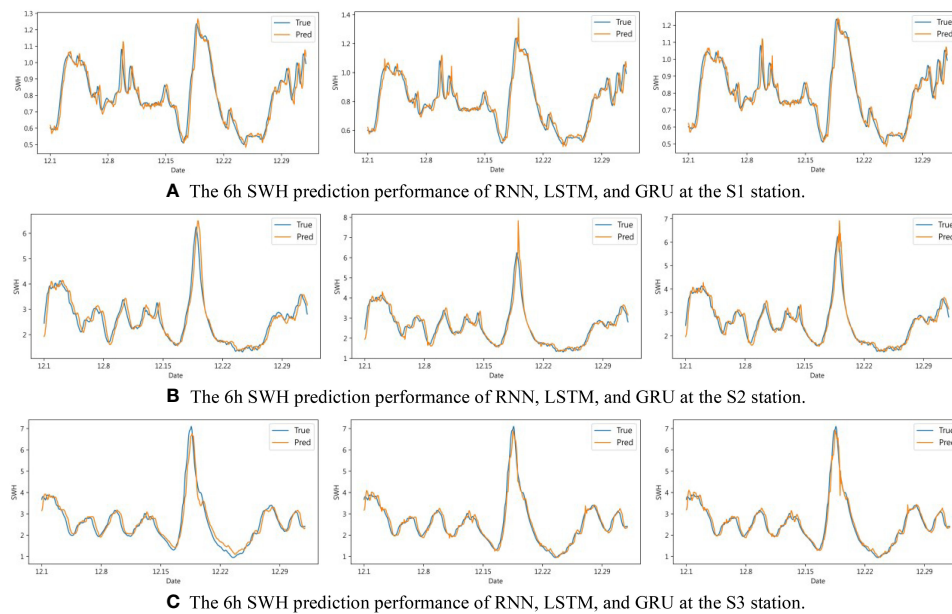 1.3
1.2
1.1
1.0
0.9
0.8
0.7
0.6
0.5
SWH
True
Pred
12.1 12.8 12.15 12.22 12.29
Date
1.4
1.2
1.0
0.8
0.6
SWH
True
Pred
12.1 12.8 12.15 12.22 12.29
Date
1.2
1.1
1.0
0.9
0.8
0.7
0.6
0.5
SWH
True
Pred
12.1 12.8 12.15 12.22 12.29
Date
A The 6h SWH prediction performance of RNN, LSTM, and GRU at the S1 station.
6
5
4
3
2
SWH
True
Pred
12.1 12.8 12.15 12.22 12.29
Date
8
7
6
5
4
3
2
1
SWH
True
Pred
12.1 12.8 12.15 12.22 12.29
Date
7
6
5
4
3
2
SWH
True
Pred
12.1 12.8 12.15 12.22 12.29
Date
B The 6h SWH prediction performance of RNN, LSTM, and GRU at the S2 station.
7
6
5
4
3
2
1
SWH
True
Pred
12.1 12.8 12.15 12.22 12.29
Date
7
6
5
4
3
2
1
SWH
True
Pred
12.1 12.8 12.15 12.22 12.29
Date
7
6
5
4
3
2
1
SWH
True
Pred
12.1 12.8 12.15 12.22 12.29
Date
C The 6h SWH prediction performance of RNN, LSTM, and GRU at the S3 station.